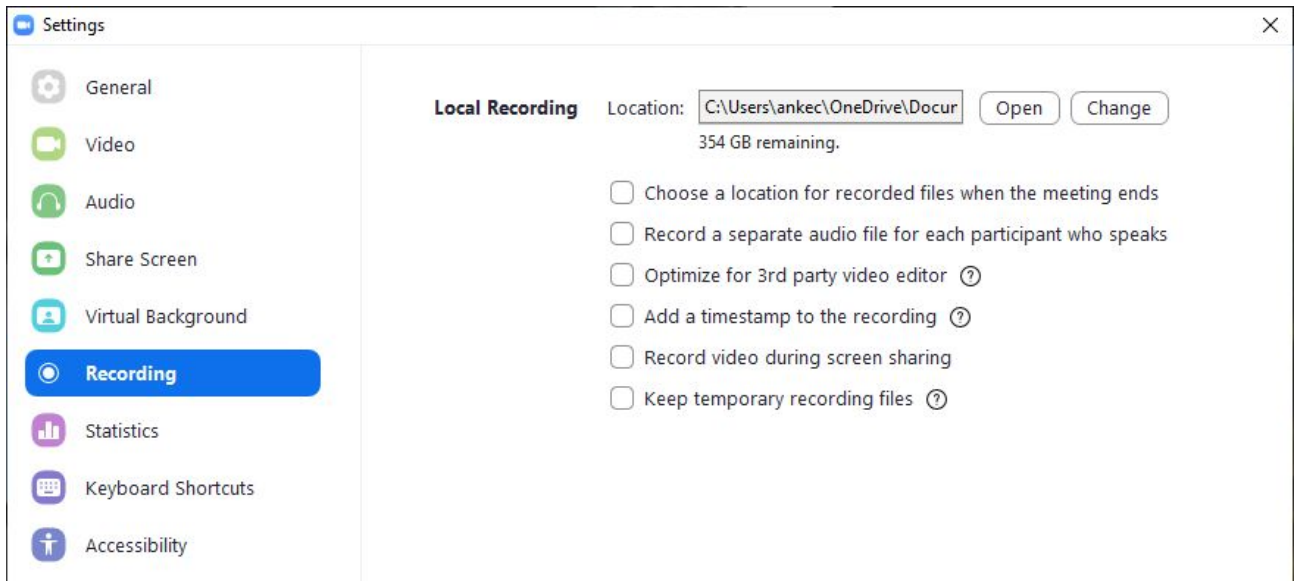 Settings
General
Video
Audio
Share Screen
Virtual Background
Recording
Statistics
Keyboard Shortcuts
Accessibility
Local Recording Location: C:\Users\ankec\OneDrive\Docur Open Change
354 GB remaining.
Choose a location for recorded files when the meeting ends
Record a separate audio file for each participant who speaks
Optimize for 3rd party video editor ?
Add a timestamp to the recording ?
Record video during screen sharing
Keep temporary recording files ?